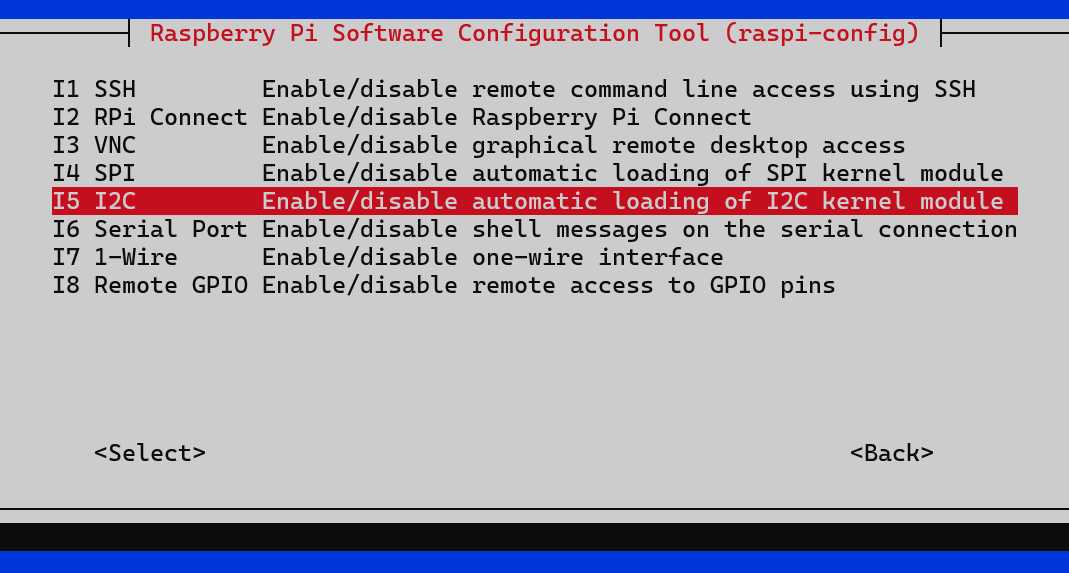 Raspberry Pi Software Configuration Tool (raspi-config)
I1 SSH Enable/disable remote command line access using SSH
I2 RPi Connect Enable/disable Raspberry Pi Connect
I3 VNC Enable/disable graphical remote desktop access
I4 SPI Enable/disable automatic loading of SPI kernel module
I5 I2C Enable/disable automatic loading of I2C kernel module
I6 Serial Port Enable/disable shell messages on the serial connection
I7 1-Wire Enable/disable one-wire interface
I8 Remote GPIO Enable/disable remote access to GPIO pins
<Select> <Back>